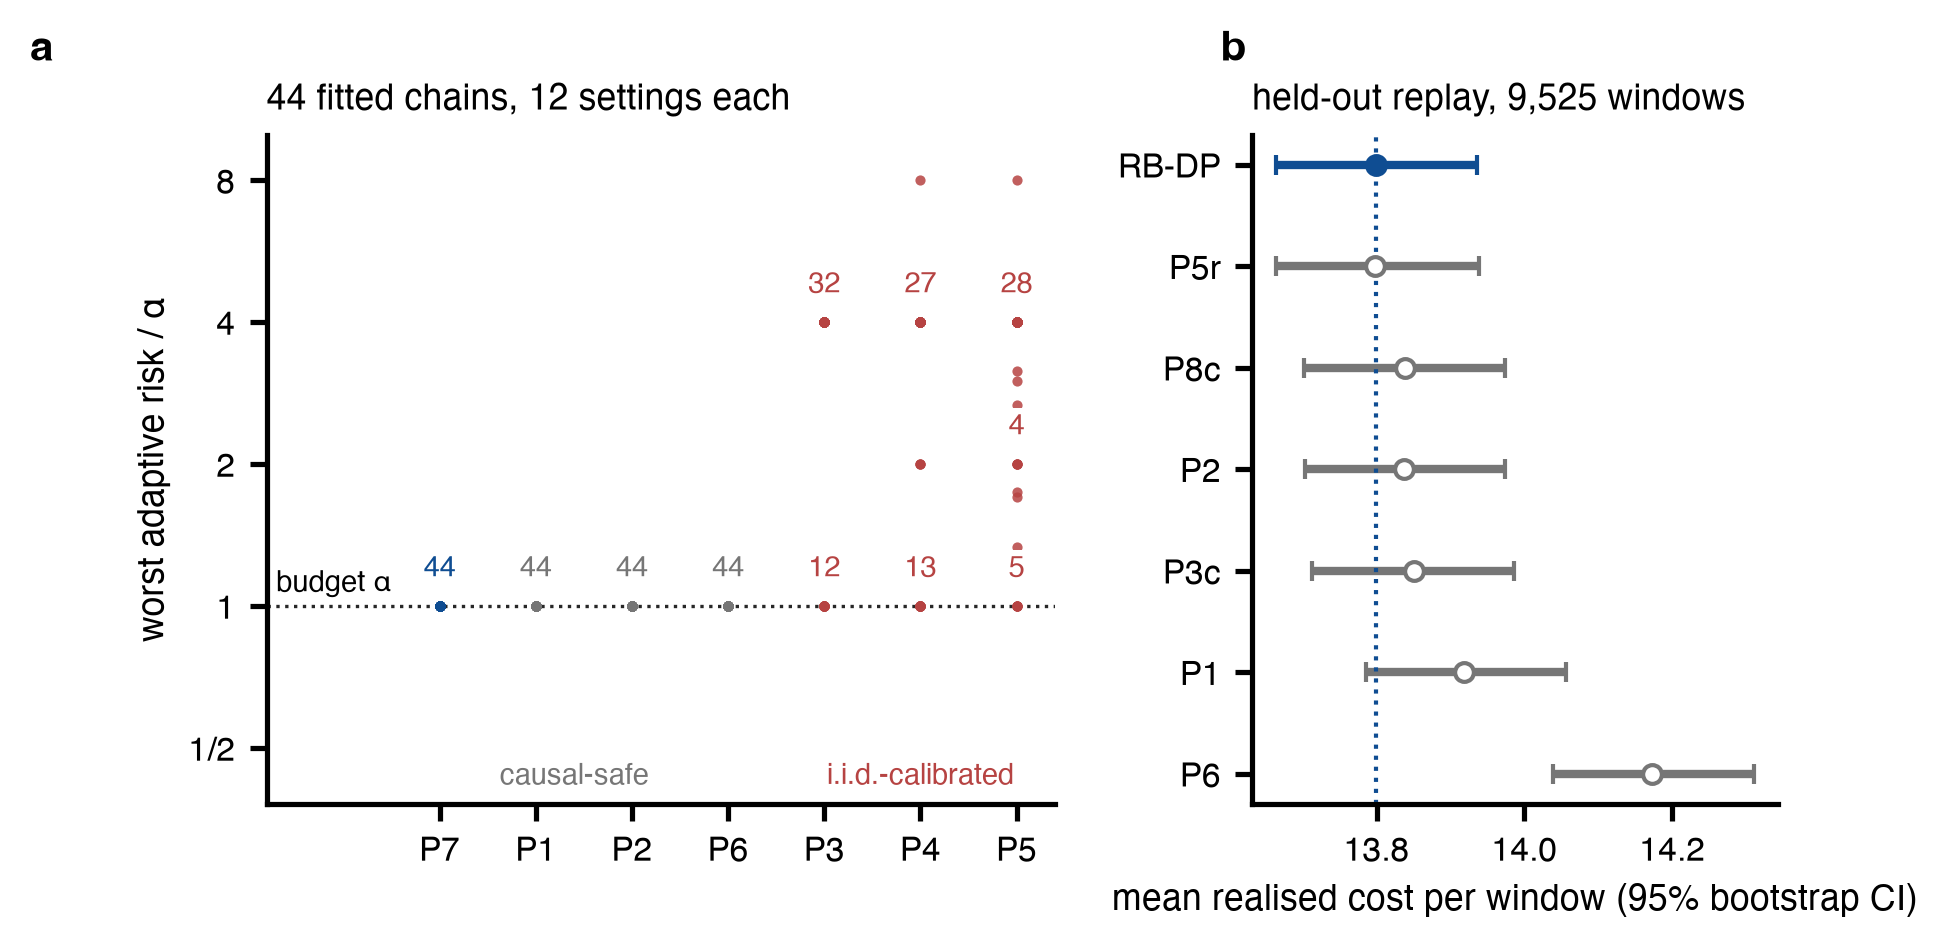 a
44 fitted chains, 12 settings each
worst adaptive risk / α
8
4
2
1
1/2
32
27
28
4
budget α
44
44
44
44
12
13
5
causal-safe
i.i.d.-calibrated
P7
P1
P2
P6
P3
P4
P5
b
held-out replay, 9,525 windows
RB-DP
P5r
P8c
P2
P3c
P1
P6
13.8
14.0
14.2
mean realised cost per window (95% bootstrap CI)